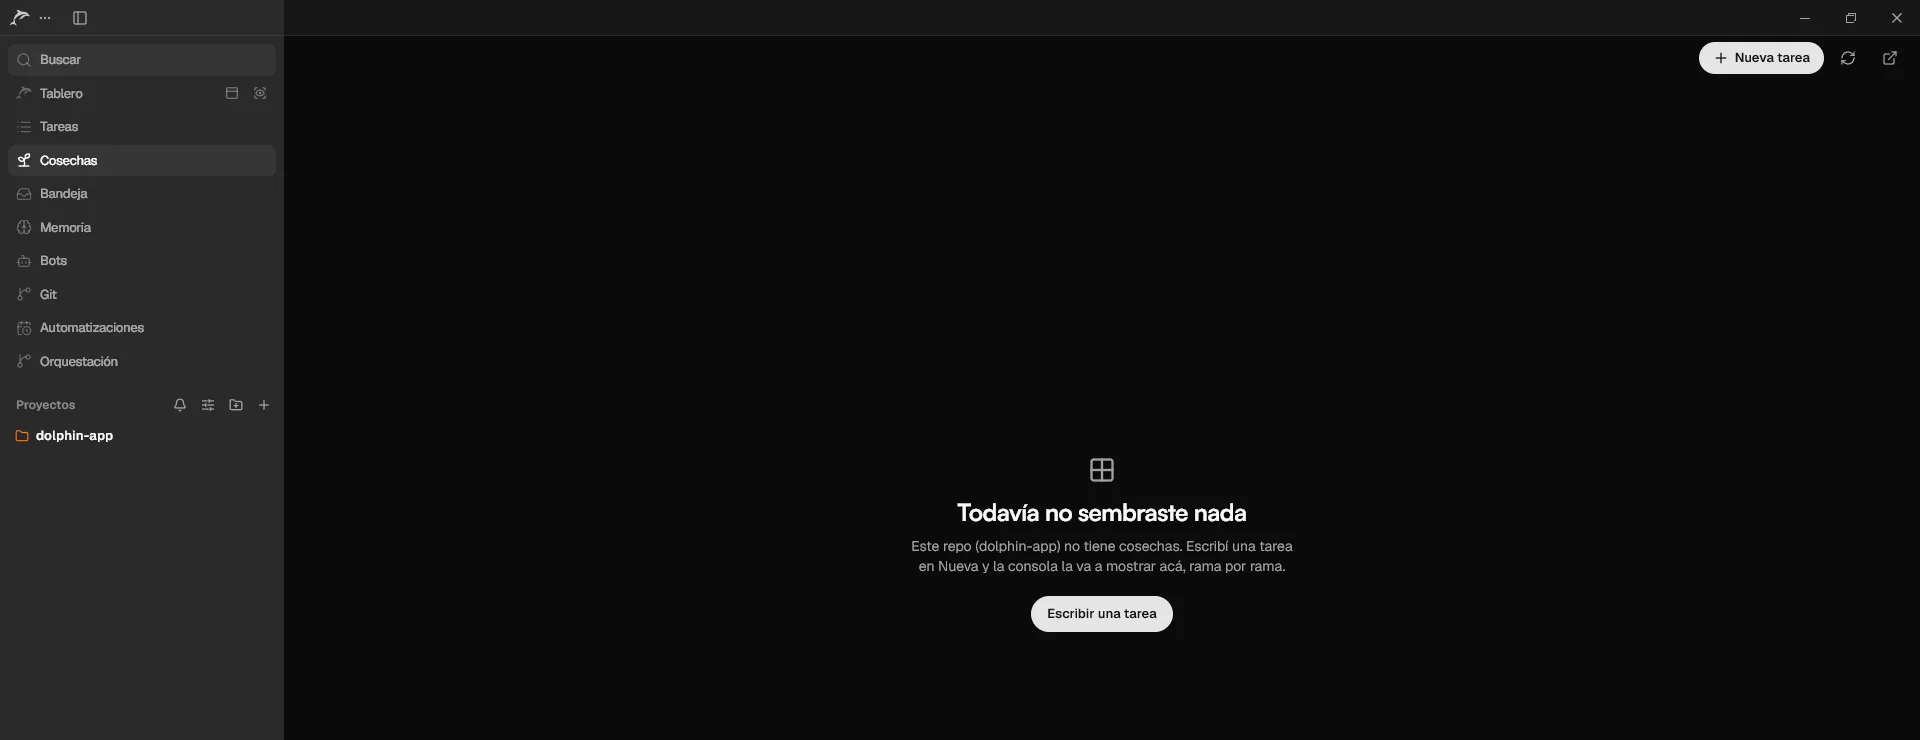 Buscar
Tablero
Tareas
Cosechas
Bandeja
Memoria
Bots
Git
Automatizaciones
Orquestación
Proyectos
dolphin-app
Nueva tarea
Todavía no sembraste nada
Este repo (dolphin-app) no tiene cosechas. Escribí una tarea
en Nueva y la consola la va a mostrar acá, rama por rama.
Escribir una tarea